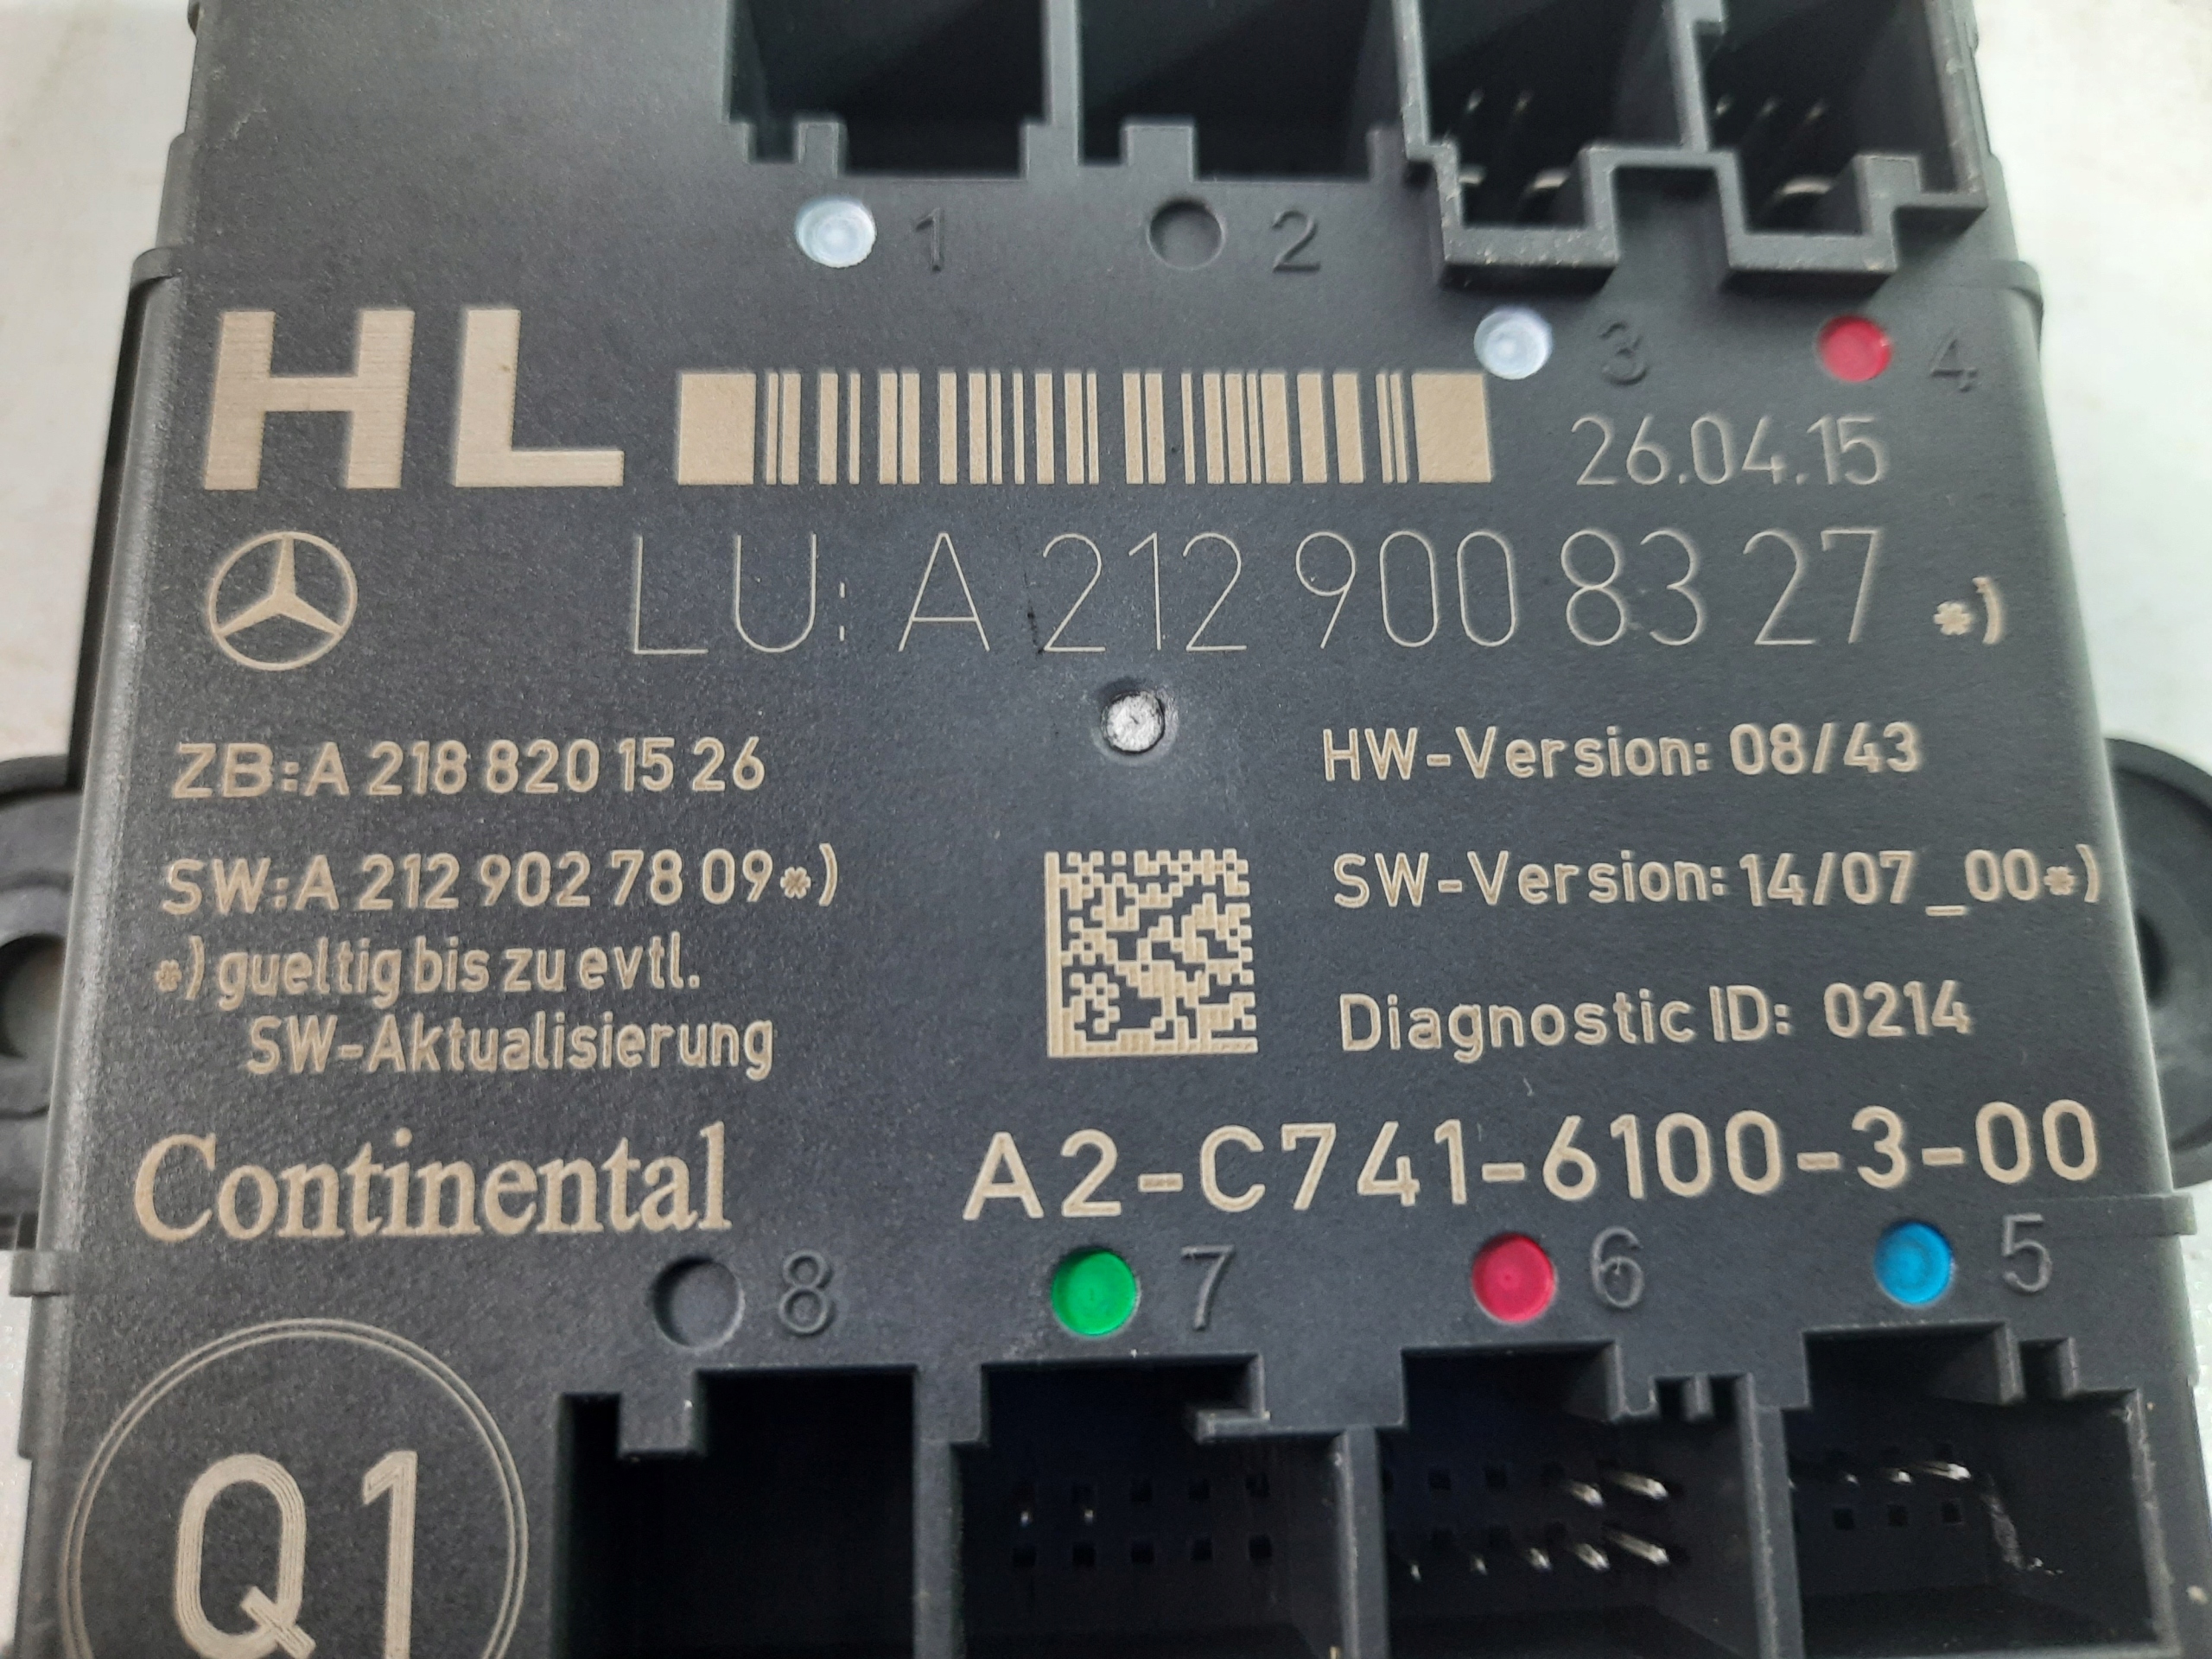 1 2
3 4
HL
26.04.15
LU: A 212 900 83 27 *)
ZB:A 218 820 15 26
HW-Version: 08/43
SW:A 212 902 78 09*)
SW-Version: 14/07_00*)
*) gueltig bis zu evtl.
SW-Aktualisierung
Diagnostic ID: 0214
Continental
A2-C741-6100-3-00
8 7 6 5
Q1